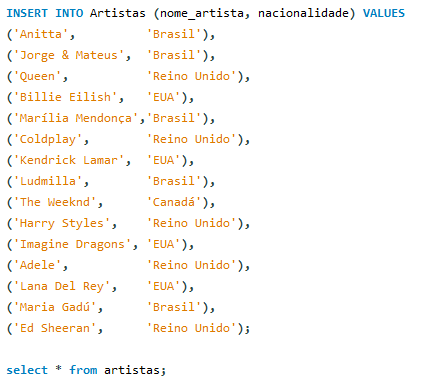 INSERT INTO Artistas (nome_artista, nacionalidade) VALUES
('Anitta', 'Brasil'),
('Jorge & Mateus', 'Brasil'),
('Queen', 'Reino Unido'),
('Billie Eilish', 'EUA'),
('Marília Mendonça','Brasil'),
('Coldplay', 'Reino Unido'),
('Kendrick Lamar', 'EUA'),
('Ludmilla', 'Brasil'),
('The Weeknd', 'Canadá'),
('Harry Styles', 'Reino Unido'),
('Imagine Dragons', 'EUA'),
('Adele', 'Reino Unido'),
('Lana Del Rey', 'EUA'),
('Maria Gadú', 'Brasil'),
('Ed Sheeran', 'Reino Unido');
select * from artistas;